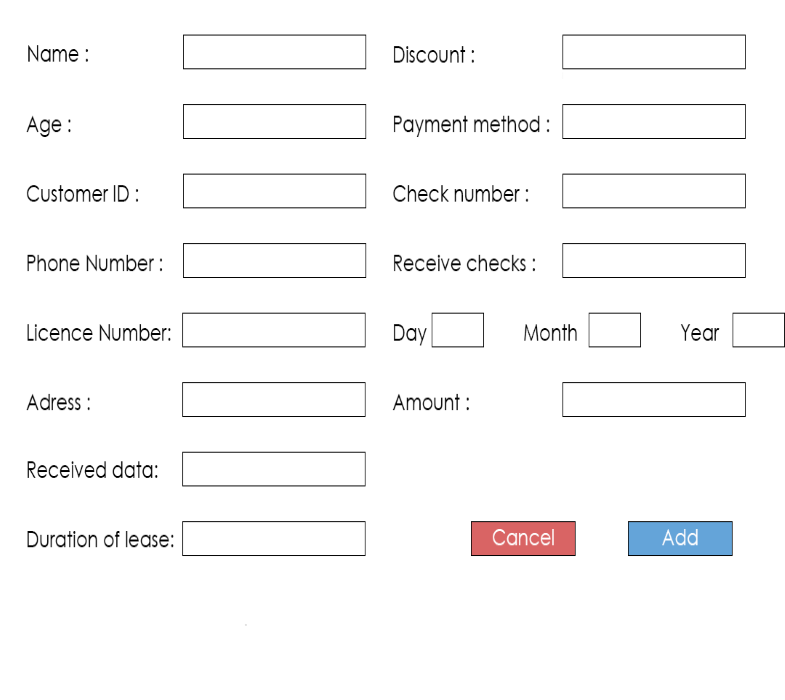 Name :
Discount :
Age :
Payment method :
Customer ID :
Check number :
Phone Number :
Receive checks :
Licence Number:
Day Month Year
Adress :
Amount :
Received data:
Duration of lease:
Cancel Add